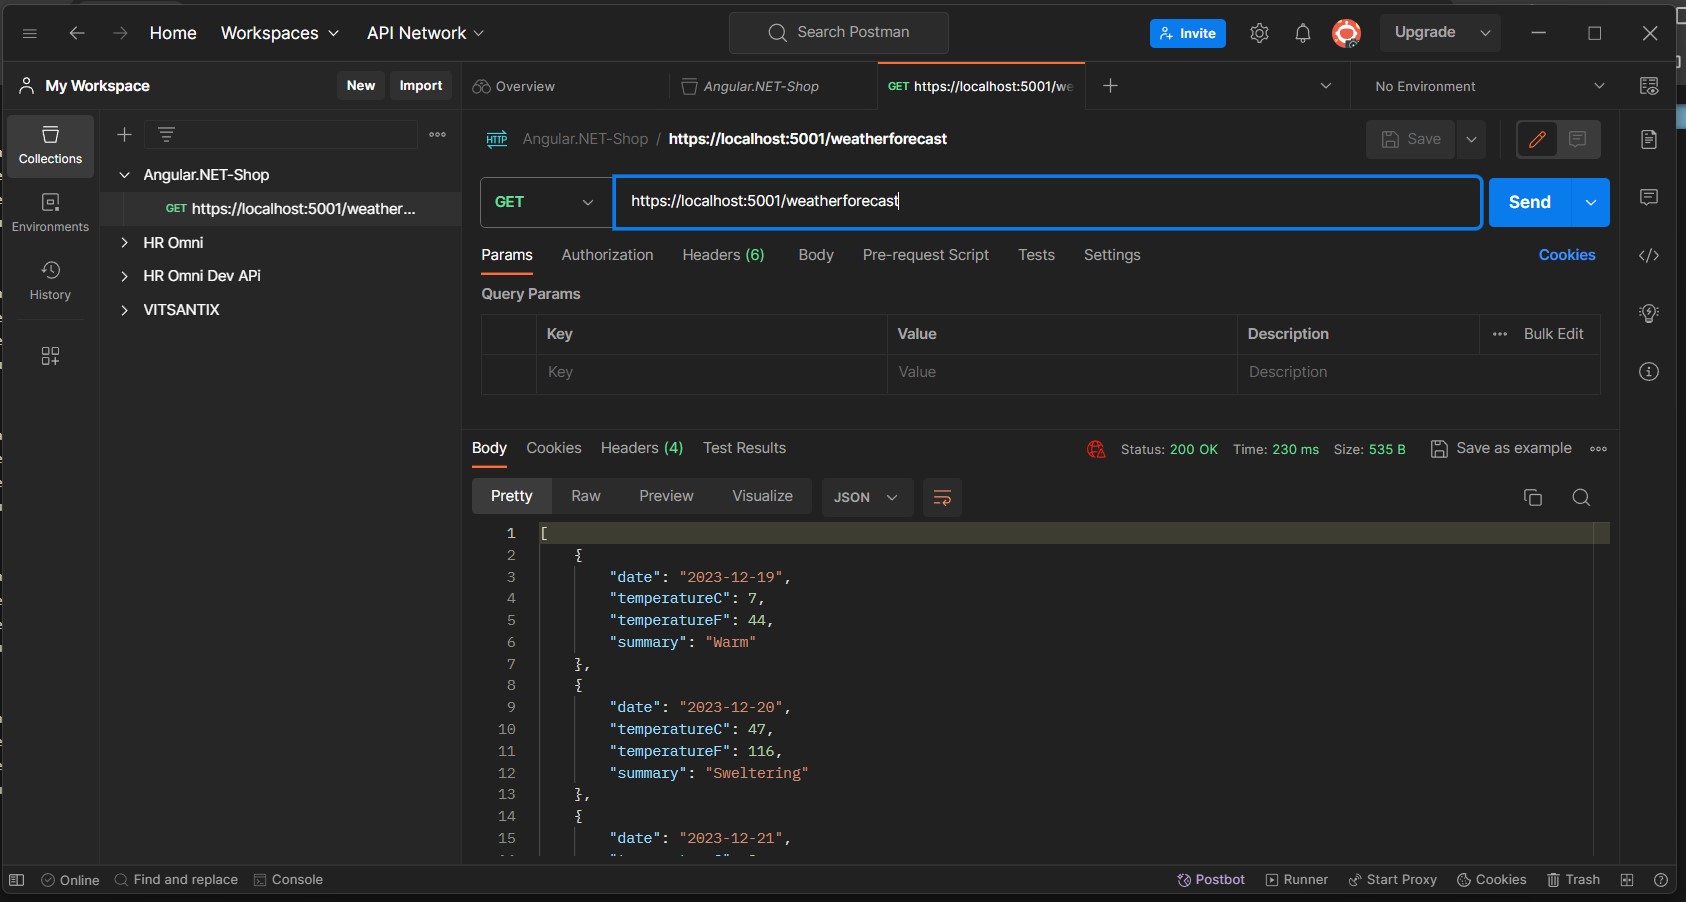 Home Workspaces API Network Search Postman Invite Upgrade
My Workspace New Import Overview Angular.NET-Shop GET https://localhost:5001/we No Environment
Collections
Environments
History
Angular.NET-Shop
GET https://localhost:5001/weather...
HR Omni
HR Omni Dev APi
VITSANTIX
HTTP Angular.NET-Shop / https://localhost:5001/weatherforecast Save
GET https://localhost:5001/weatherforecast Send
Params Authorization Headers (6) Body Pre-request Script Tests Settings Cookies
Query Params
Key Value Description ••• Bulk Edit
Key Value Description
Body Cookies Headers (4) Test Results Status: 200 OK Time: 230 ms Size: 535 B Save as example
Pretty Raw Preview Visualize JSON
1 [
2 {
3 "date": "2023-12-19",
4 "temperatureC": 7,
5 "temperatureF": 44,
6 "summary": "Warm"
7 },
8 {
9 "date": "2023-12-20",
10 "temperatureC": 47,
11 "temperatureF": 116,
12 "summary": "Sweltering"
13 },
14 {
15 "date": "2023-12-21",
Online Find and replace Console Postbot Runner Start Proxy Cookies Trash